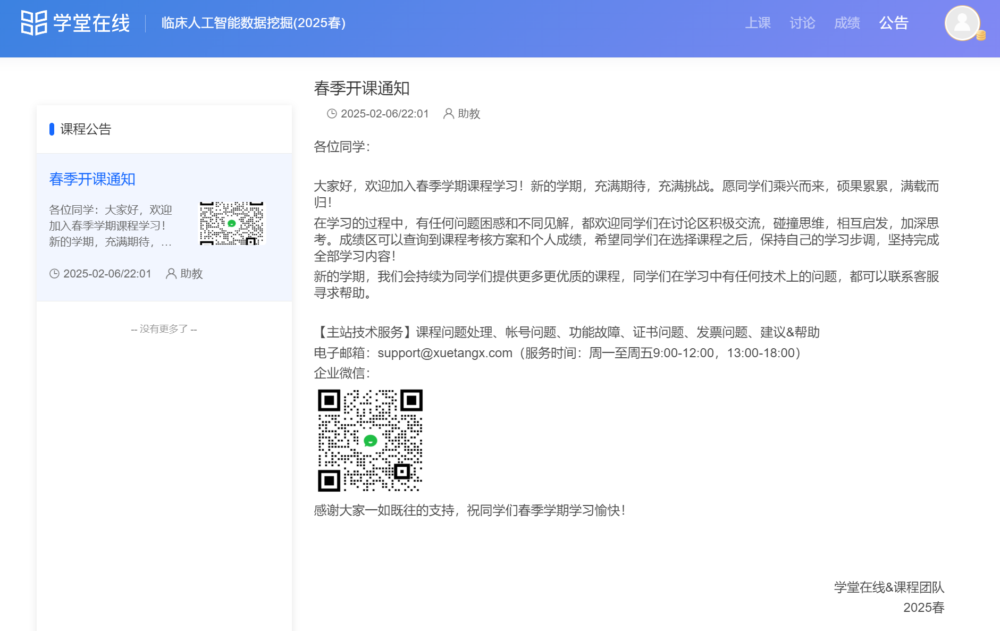 学堂在线
临床人工智能数据挖掘(2025春)
上课
讨论
成绩
公告
课程公告
春季开课通知
各位同学：大家好，欢迎
加入春季学期课程学习！
新的学期，充满期待，...
2025-02-06/22:01
助教
-- 没有更多了 --
春季开课通知
2025-02-06/22:01
助教
各位同学：
大家好，欢迎加入春季学期课程学习！新的学期，充满期待，充满挑战。愿同学们乘兴而来，硕果累累，满载而
归！
在学习的过程中，有任何问题困惑和不同见解，都欢迎同学们在讨论区积极交流，碰撞思维，相互启发，加深思
考。成绩区可以查询到课程考核方案和个人成绩，希望同学们在选择课程之后，保持自己的学习步调，坚持完成
全部学习内容！
新的学期，我们会持续为同学们提供更多更优质的课程，同学们在学习中有任何技术上的问题，都可以联系客服
寻求帮助。
【主站技术服务】课程问题处理、帐号问题、功能故障、证书问题、发票问题、建议&帮助
电子邮箱：support@xuetangx.com（服务时间：周一至周五9:00-12:00，13:00-18:00）
企业微信：
感谢大家一如既往的支持，祝同学们春季学期学习愉快！
学堂在线&课程团队
2025春